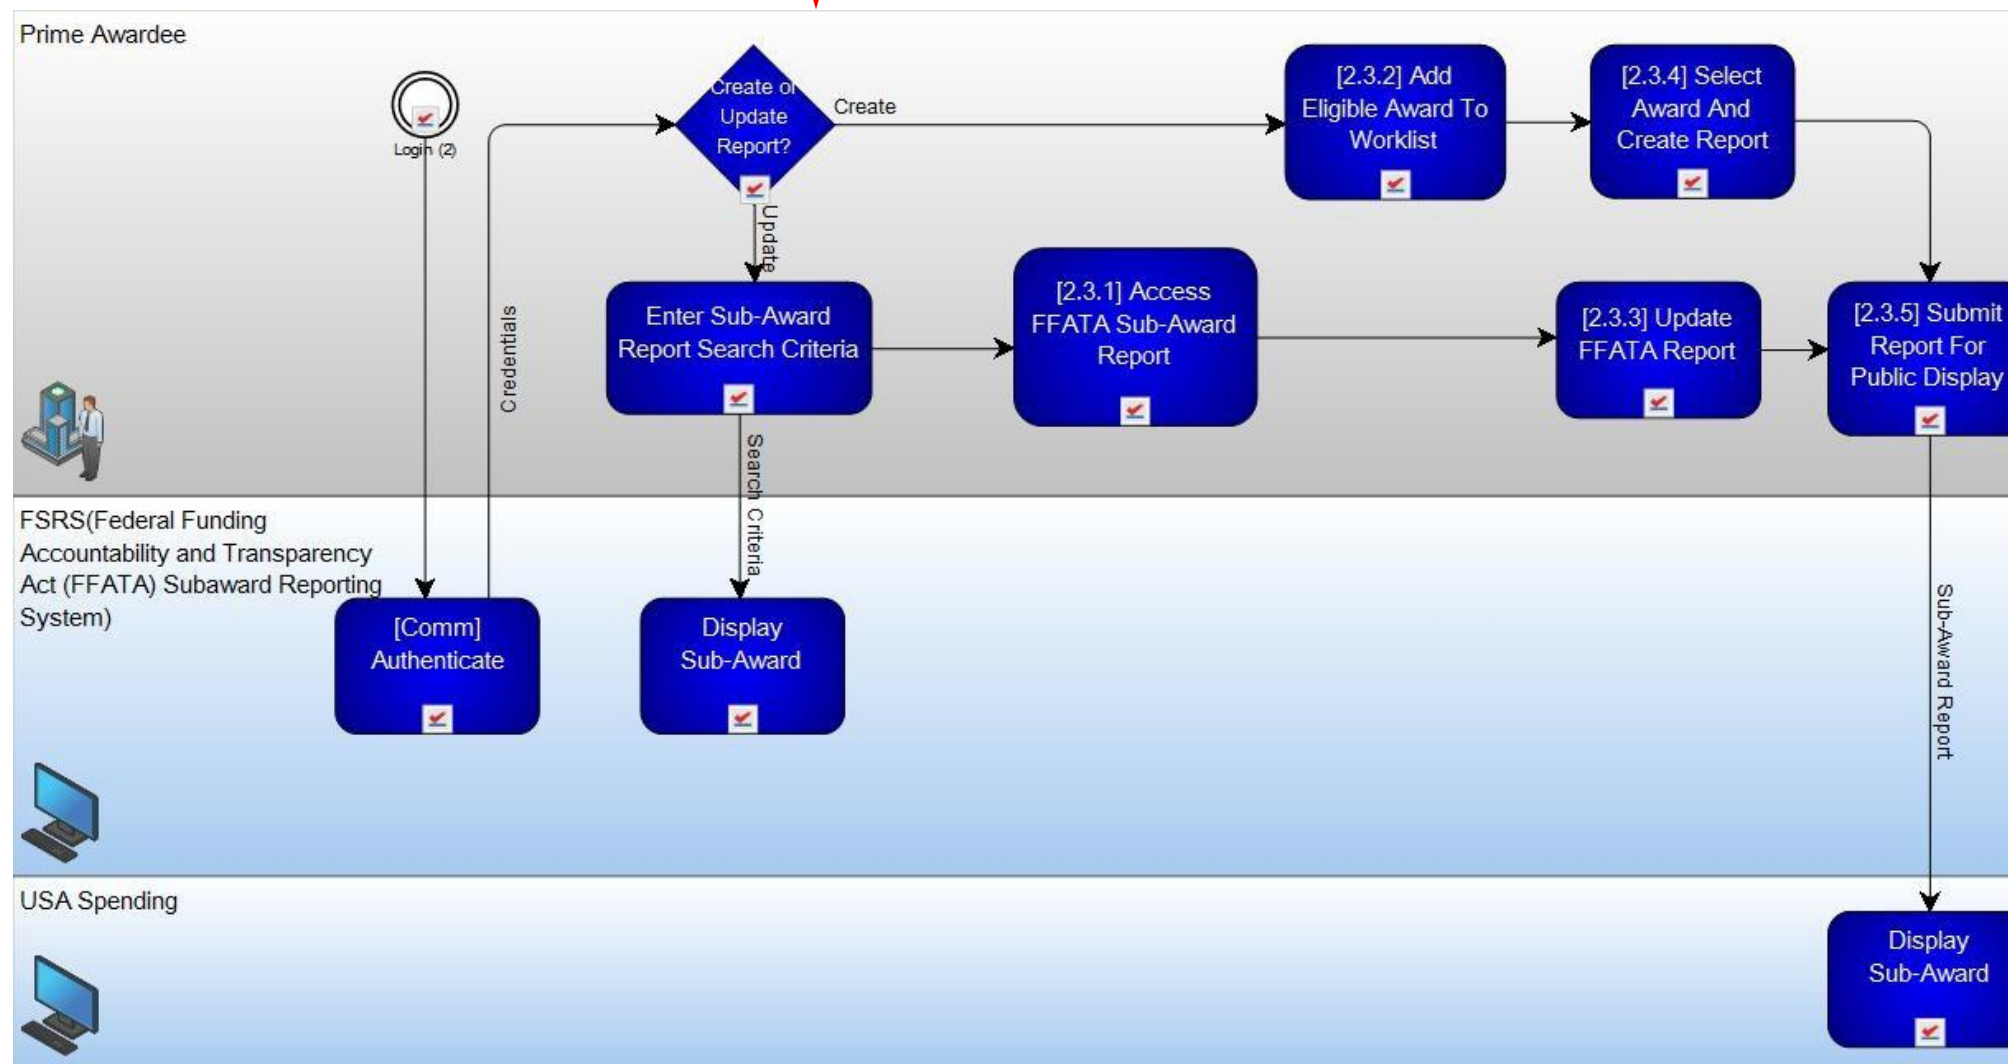 Prime Awardee
Login (2)
Create or
Update
Report?
Create
[2.3.2] Add
Eligible Award To
Worklist
[2.3.4] Select
Award And
Create Report
Update
Credentials
Enter Sub-Award
Report Search Criteria
[2.3.1] Access
FFATA Sub-Award
Report
[2.3.3] Update
FFATA Report
[2.3.5] Submit
Report For
Public Display
Search Criteria
FSRS(Federal Funding
Accountability and Transparency
Act (FFATA) Subaward Reporting
System)
[Comm]
Authenticate
Display
Sub-Award
Sub-Award Report
USA Spending
Display
Sub-Award